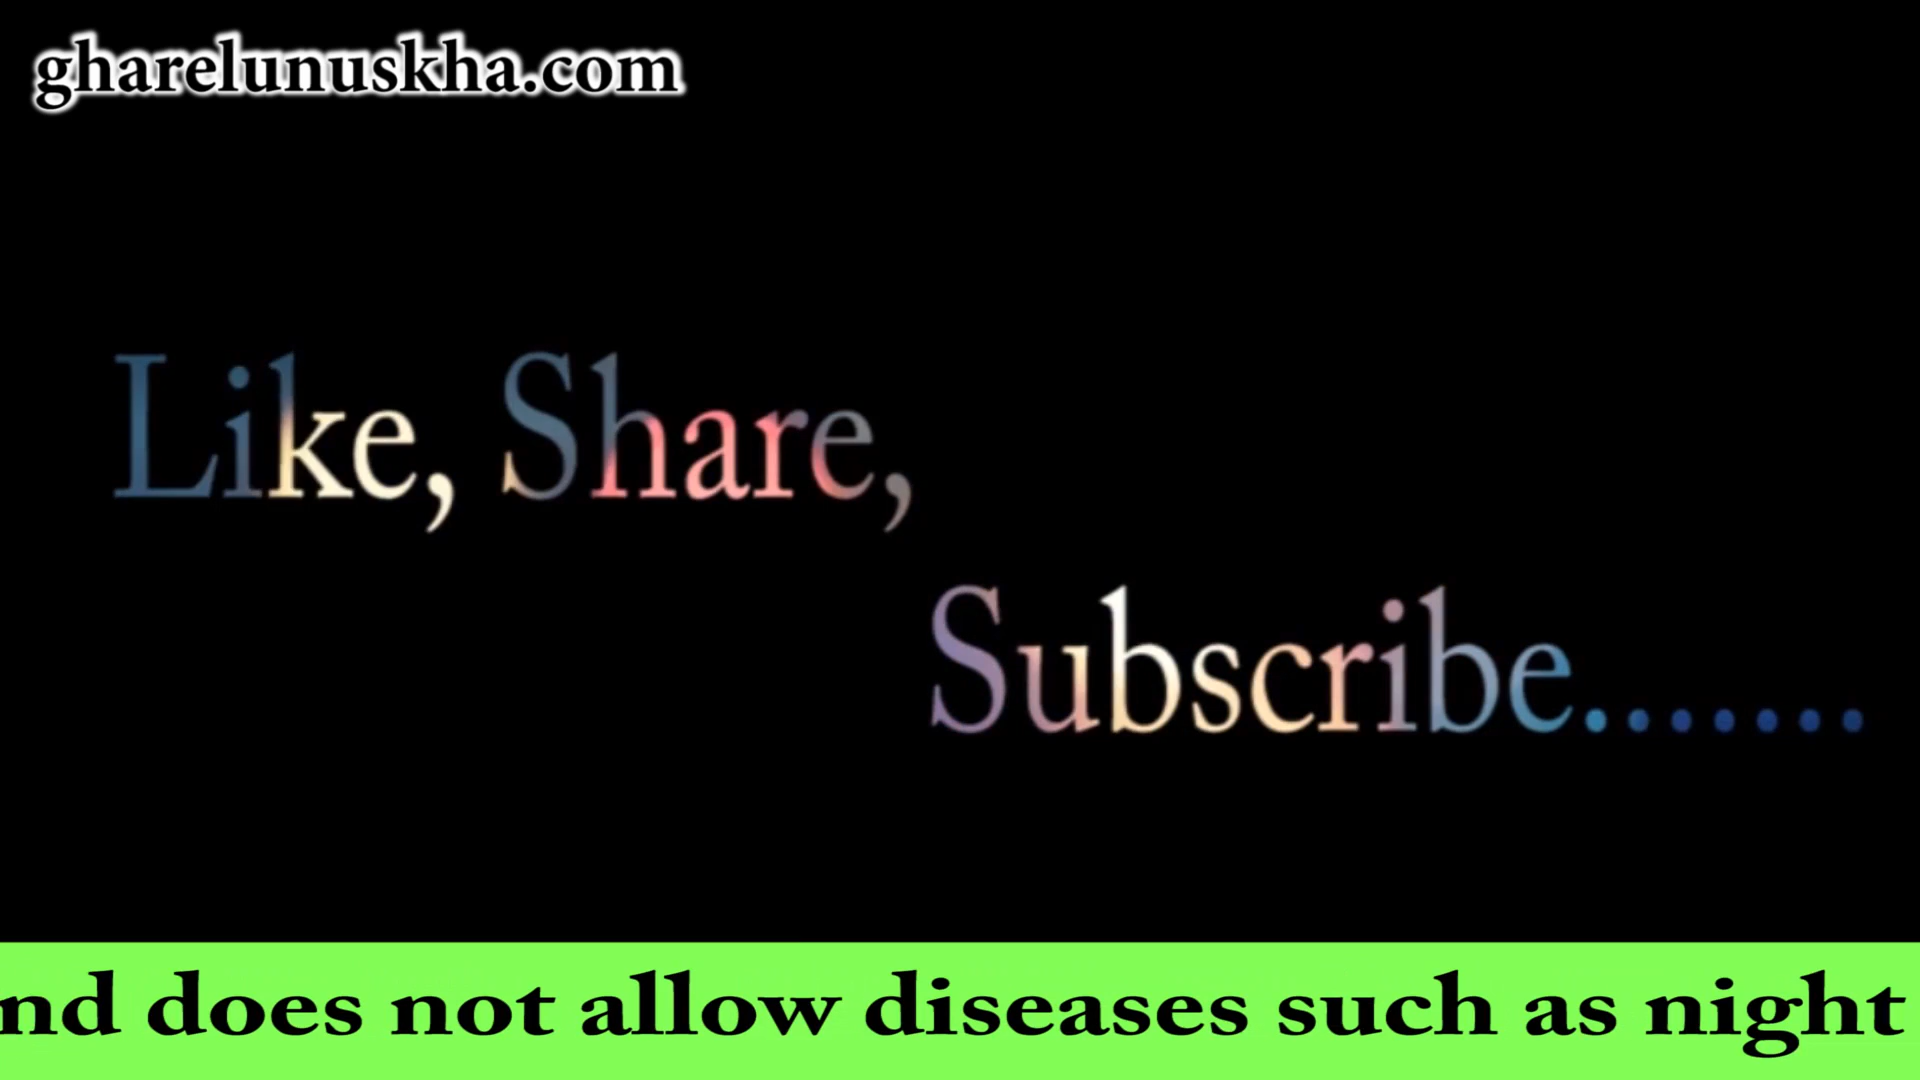 gharelunuskha.com
Like, Share,
Subscribe.......
nd does not allow diseases such as night